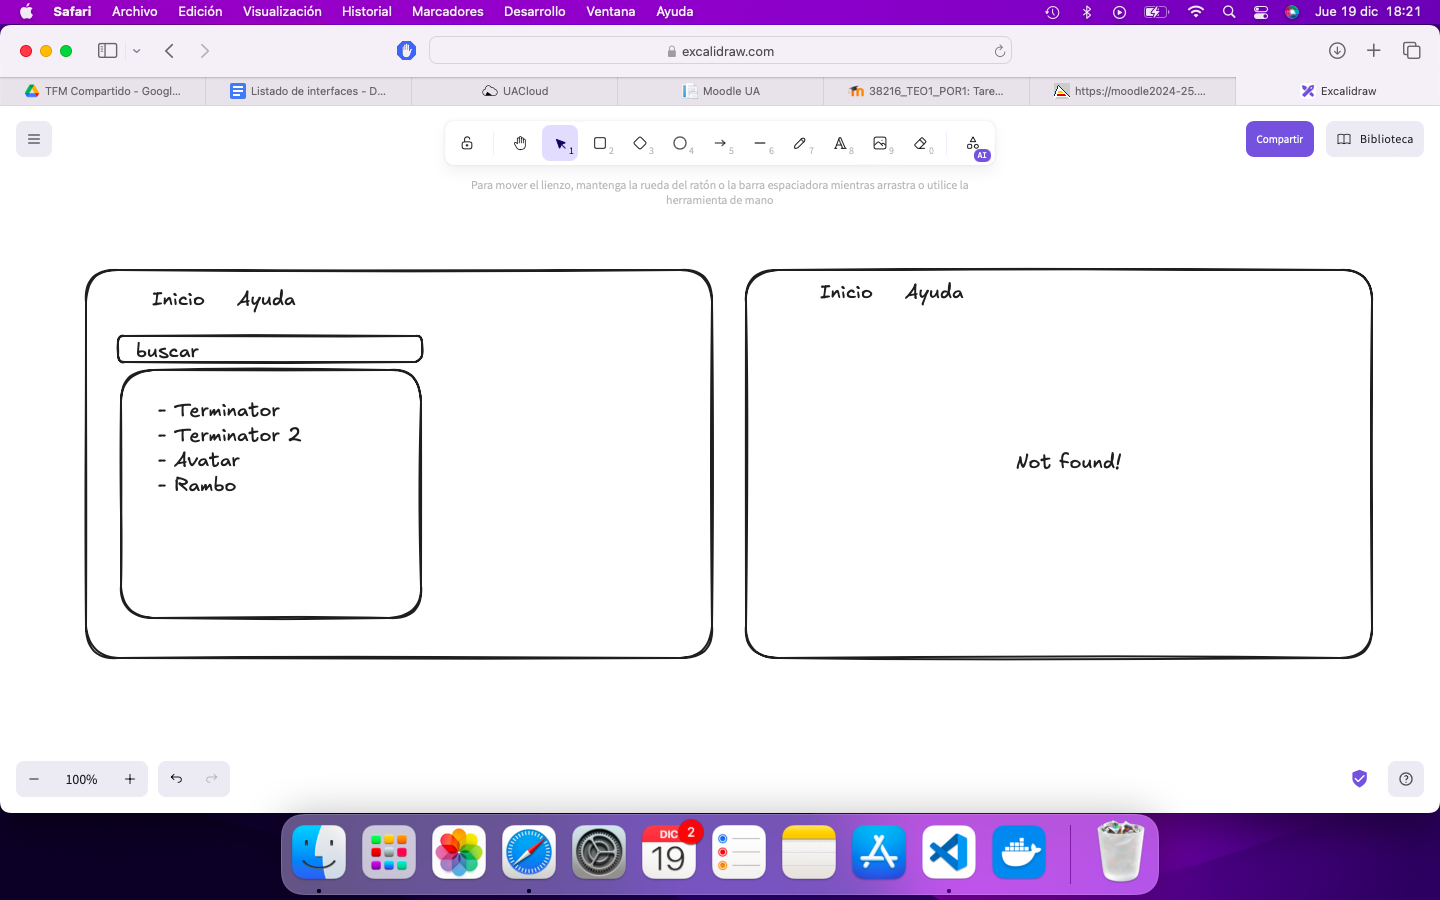 Safari Archivo Edición Visualización Historial Marcadores Desarrollo Ventana Ayuda Jue 19 dic 18:21
excalidraw.com
TFM Compartido - Googl... Listado de interfaces - D... UACloud Moodle UA 38216_TEO1_POR1: Tare... https://moodle2024-25.... Excalidraw
1 2 3 4 5 6 7 8 9 0 AI
Compartir Biblioteca
Para mover el lienzo, mantenga la rueda del ratón o la barra espaciadora mientras arrastra o utilice la
herramienta de mano
Inicio Ayuda
buscar
- Terminator
- Terminator 2
- Avatar
- Rambo
Inicio Ayuda
Not found!
100%
DIC 2
19